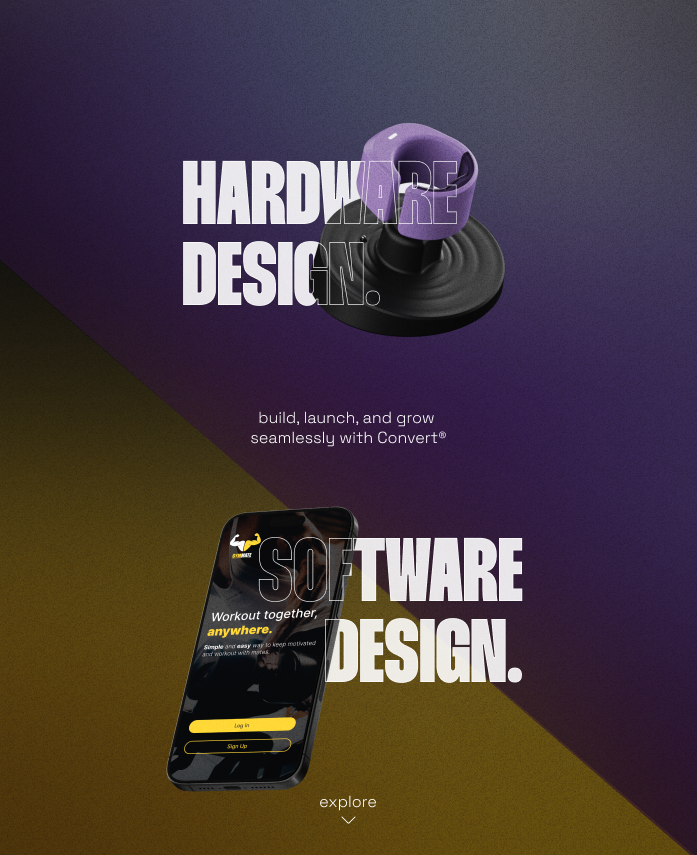 HARDWARE
DESIGN.
build, launch, and grow
seamlessly with Convert®
GYMMATE
SOFTWARE
DESIGN.
Workout together,
anywhere.
Simple and easy way to keep motivated
and workout with mates.
Log In
Sign Up
explore